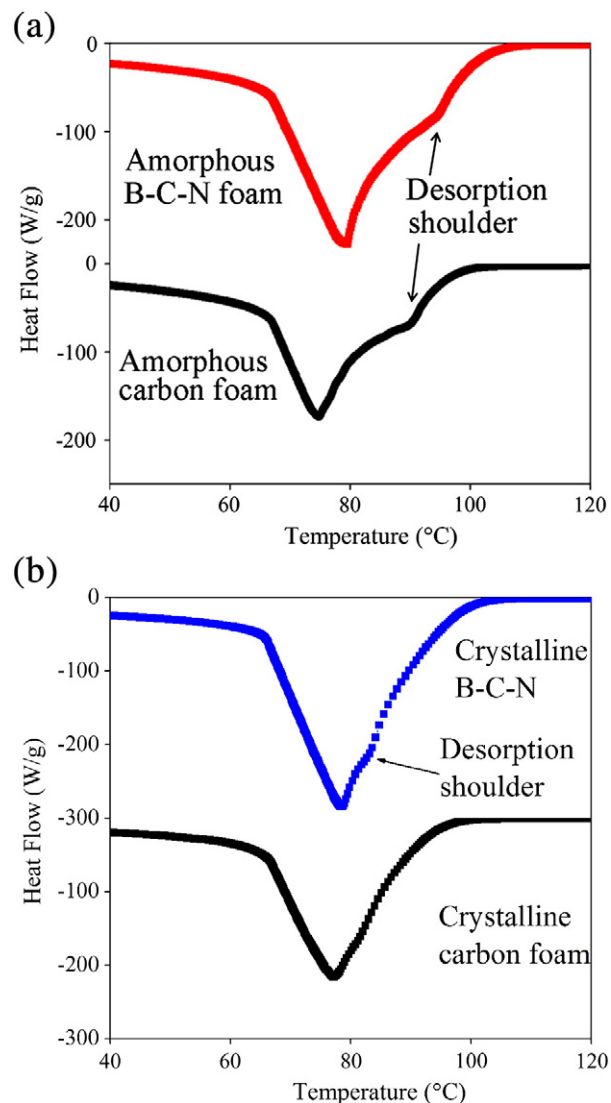 (a)
0
-100
-200
0
-100
-200
Heat Flow (W/g)
Amorphous
B-C-N foam
Desorption
shoulder
Amorphous
carbon foam
40
60
80
100
120
Temperature (°C)
(b)
0
-100
-200
-300
-100
-200
-300
Heat Flow (W/g)
Crystalline
B-C-N
Desorption
shoulder
Crystalline
carbon foam
40
60
80
100
120
Temperature (°C)